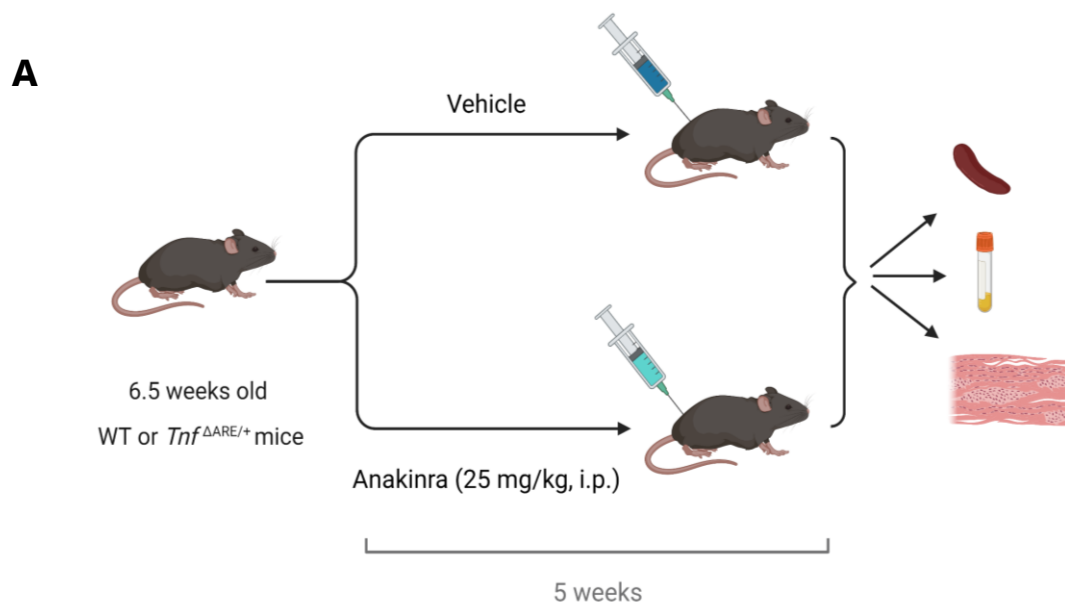 A
Vehicle
6.5 weeks old
WT or Tnf ΔARE/+ mice
Anakinra (25 mg/kg, i.p.)
5 weeks